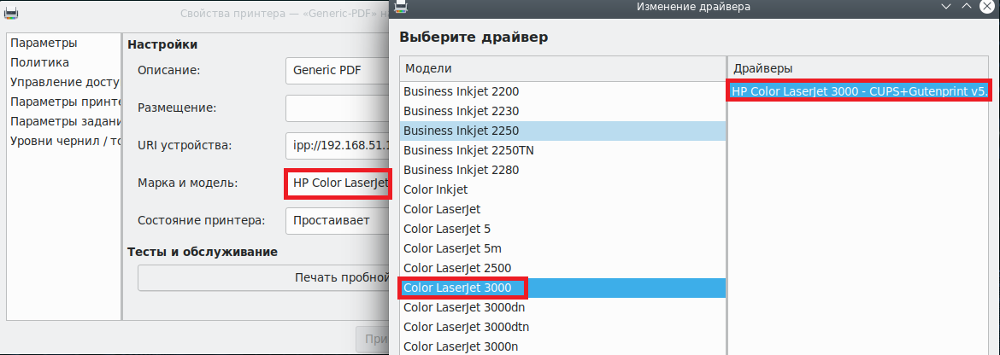 Свойства принтера — «Generic-PDF» на
Параметры
Политика
Управление досту
Параметры принте
Параметры задани
Уровни чернил / то
Настройки
Описание: Generic PDF
Размещение:
URI устройства: ipp://192.168.51.1
Марка и модель: HP Color LaserJet
Состояние принтера: Простаивает
Тесты и обслуживание
Печать пробной
При
Изменение драйвера
Выберите драйвер
Модели
Business Inkjet 2200
Business Inkjet 2230
Business Inkjet 2250
Business Inkjet 2250TN
Business Inkjet 2280
Color Inkjet
Color LaserJet
Color LaserJet 5
Color LaserJet 5m
Color LaserJet 2500
Color LaserJet 3000
Color LaserJet 3000dn
Color LaserJet 3000dtn
Color LaserJet 3000n
Драйверы
HP Color LaserJet 3000 - CUPS+Gutenprint v5.